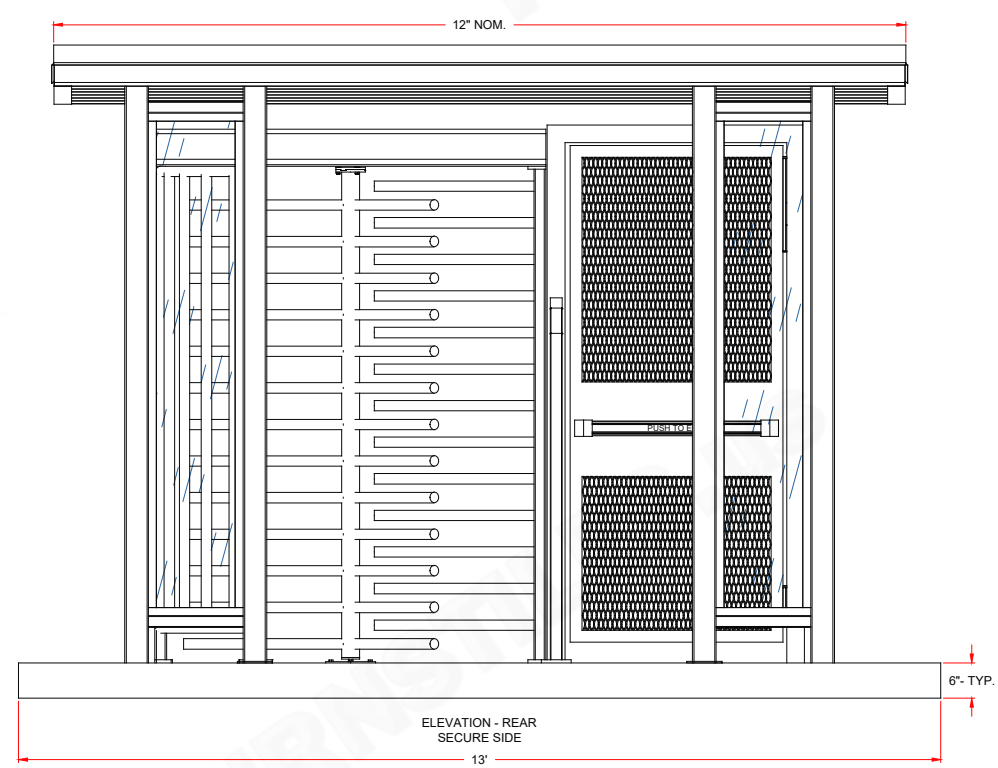 12" NOM.
PUSH TO E
6"- TYP.
ELEVATION - REAR
SECURE SIDE
13'